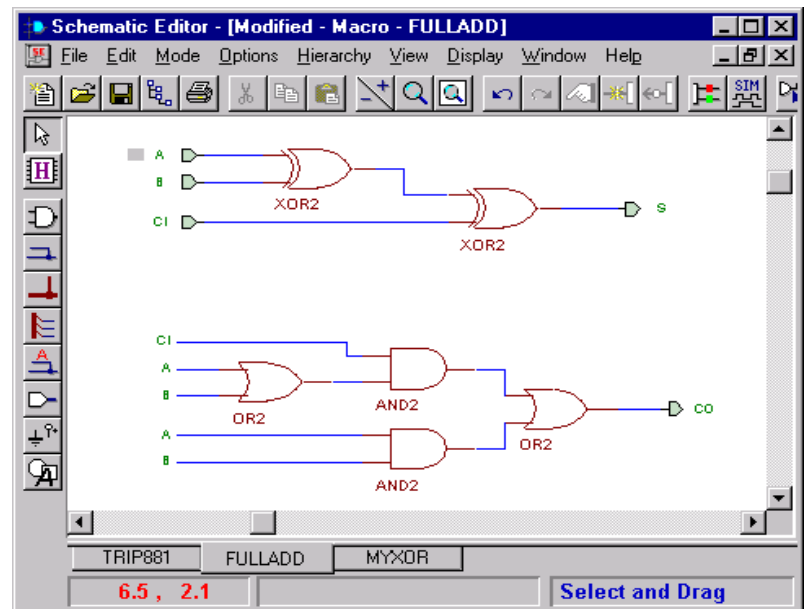 Schematic Editor - [Modified - Macro - FULLADD]
File Edit Mode Options Hierarchy View Display Window Help
H
SIM
A
B
XOR2
CI
XOR2
S
CI
A
B
OR2
AND2
A
B
AND2
OR2
CO
A
A
TRIP881 FULLADD MYXOR
6.5 , 2.1 Select and Drag